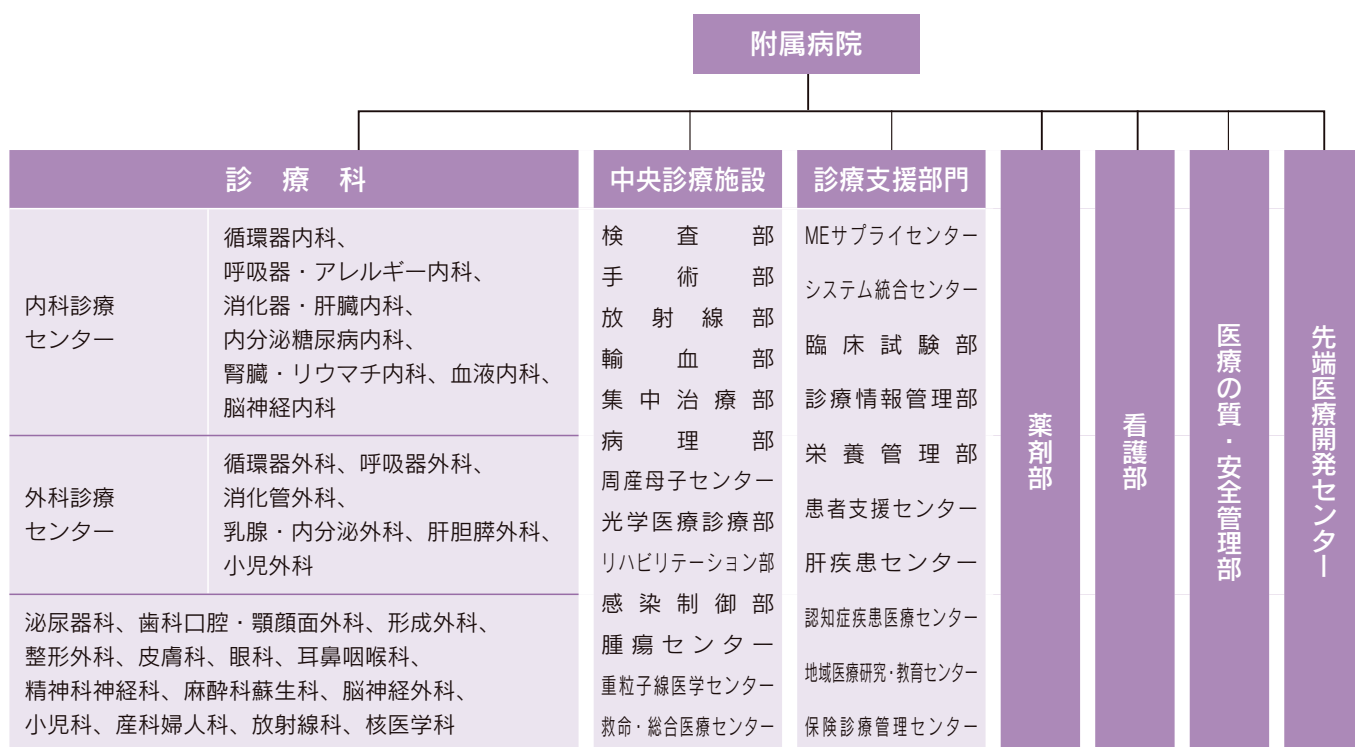 附属病院
診療科
内科診療
センター
循環器内科、
呼吸器・アレルギー内科、
消化器・肝臓内科、
内分泌糖尿病内科、
腎臓・リウマチ内科、血液内科、
脳神経内科
外科診療
センター
循環器外科、呼吸器外科、
消化管外科、
乳腺・内分泌外科、肝胆膵外科、
小児外科
泌尿器科、歯科口腔・顎顔面外科、形成外科、
整形外科、皮膚科、眼科、耳鼻咽喉科、
精神科神経科、麻酔科蘇生科、脳神経外科、
小児科、産科婦人科、放射線科、核医学科
中央診療施設
検査部
手術部
放射線部
輸血部
集中治療部
病理部
周産母子センター
光学医療診療部
リハビリテーション部
感染制御部
腫瘍センター
重粒子線医学センター
救命・総合医療センター
診療支援部門
MEサプライセンター
システム統合センター
臨床試験部
診療情報管理部
栄養管理部
患者支援センター
肝疾患センター
認知症疾患医療センター
地域医療研究・教育センター
保険診療管理センター
薬剤部
看護部
医療の質・安全管理部
先端医療開発センター